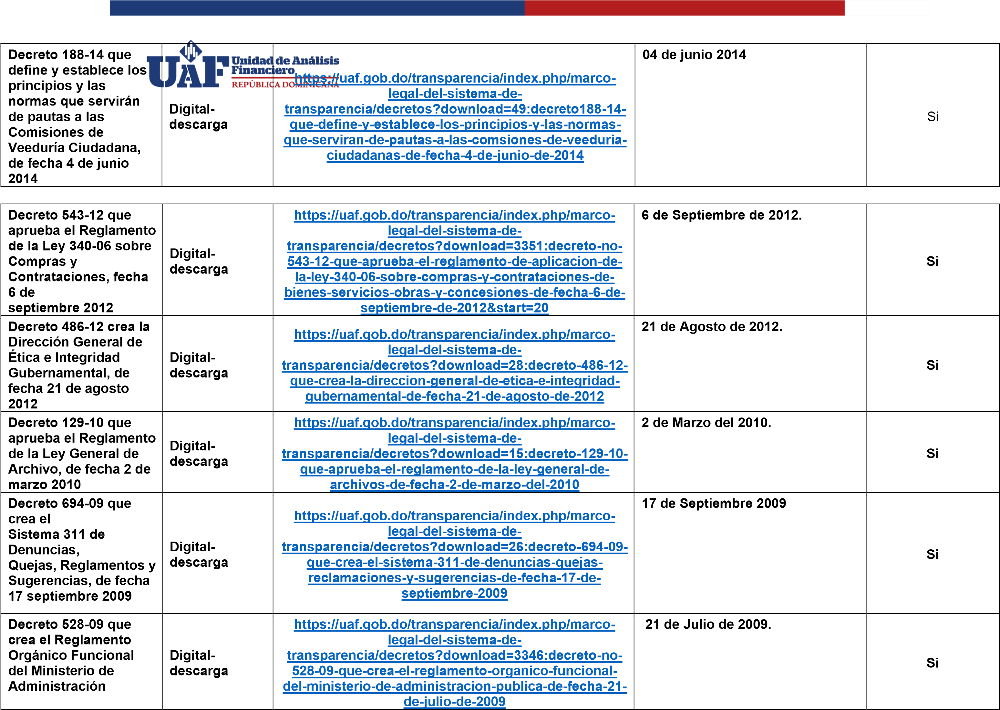 UAF
Unidad de Análisis
Financiero
REPÚBLICA DOMINICANA
Decreto 188-14 que
define y establece los
principios y las
normas que servirán
de pautas a las
Comisiones de
Veeduría Ciudadana,
de fecha 4 de junio
2014
Digital-
descarga
https://uaf.gob.do/transparencia/index.php/marco-
legal-del-sistema-de-
transparencia/decretos?download=49:decreto188-14-
que-define-y-establece-los-principios-y-las-normas-
que-serviran-de-pautas-a-las-comsiones-de-veeduria-
ciudadanas-de-fecha-4-de-junio-de-2014
04 de junio 2014
Si
Decreto 543-12 que
aprueba el Reglamento
de la Ley 340-06 sobre
Compras y
Contrataciones, fecha
6 de
septiembre 2012
Digital-
descarga
https://uaf.gob.do/transparencia/index.php/marco-
legal-del-sistema-de-
transparencia/decretos?download=3351:decreto-no-
543-12-que-aprueba-el-reglamento-de-aplicacion-de-
la-ley-340-06-sobre-compras-y-contrataciones-de-
bienes-servicios-obras-y-concesiones-de-fecha-6-de-
septiembre-de-2012&start=20
6 de Septiembre de 2012.
Si
Decreto 486-12 crea la
Dirección General de
Ética e Integridad
Gubernamental, de
fecha 21 de agosto
2012
Digital-
descarga
https://uaf.gob.do/transparencia/index.php/marco-
legal-del-sistema-de-
transparencia/decretos?download=28:decreto-486-12-
que-crea-la-direccion-general-de-etica-e-integridad-
gubernamental-de-fecha-21-de-agosto-de-2012
21 de Agosto de 2012.
Si
Decreto 129-10 que
aprueba el Reglamento
de la Ley General de
Archivo, de fecha 2 de
marzo 2010
Digital-
descarga
https://uaf.gob.do/transparencia/index.php/marco-
legal-del-sistema-de-
transparencia/decretos?download=15:decreto-129-10-
que-aprueba-el-reglamento-de-la-ley-general-de-
archivos-de-fecha-2-de-marzo-del-2010
2 de Marzo del 2010.
Si
Decreto 694-09 que
crea el
Sistema 311 de
Denuncias,
Quejas, Reglamentos y
Sugerencias, de fecha
17 septiembre 2009
Digital-
descarga
https://uaf.gob.do/transparencia/index.php/marco-
legal-del-sistema-de-
transparencia/decretos?download=26:decreto-694-09-
que-crea-el-sistema-311-de-denuncias-quejas-
reclamaciones-y-sugerencias-de-fecha-17-de-
septiembre-2009
17 de Septiembre 2009
Si
Decreto 528-09 que
crea el Reglamento
Orgánico Funcional
del Ministerio de
Administración
Digital-
descarga
https://uaf.gob.do/transparencia/index.php/marco-
legal-del-sistema-de-
transparencia/decretos?download=3346:decreto-no-
528-09-que-crea-el-reglamento-organico-funcional-
del-ministerio-de-administracion-publica-de-fecha-21-
de-julio-de-2009
21 de Julio de 2009.
Si